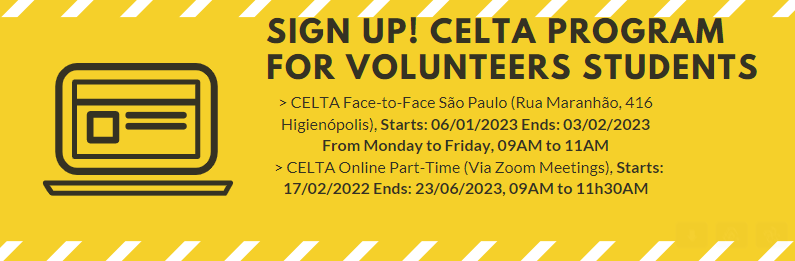 SIGN UP! CELTA PROGRAM
FOR VOLUNTEERS STUDENTS
> CELTA Face-to-Face São Paulo (Rua Maranhão, 416
Higienópolis), Starts: 06/01/2023 Ends: 03/02/2023
From Monday to Friday, 09AM to 11AM
> CELTA Online Part-Time (Via Zoom Meetings), Starts:
17/02/2022 Ends: 23/06/2023, 09AM to 11h30AM